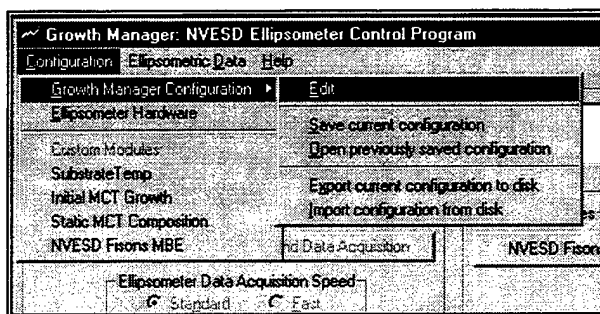 Growth Manager: NVESD Ellipsometer Control Program
Configuration Ellipsometric Data Help
Growth Manager Configuration
Ellipsometer Hardware
Custom Modules
SubstrateTemp
Initial MCT Growth
Static MCT Composition
NVESD Fisons MBE
Edit
Save current configuration
Open previously saved configuration
Export current configuration to disk
Import configuration from disk
nd Data Acquisition
es
NVESD Fisons
Ellipsometer Data Acquisition Speed
Standard Fast